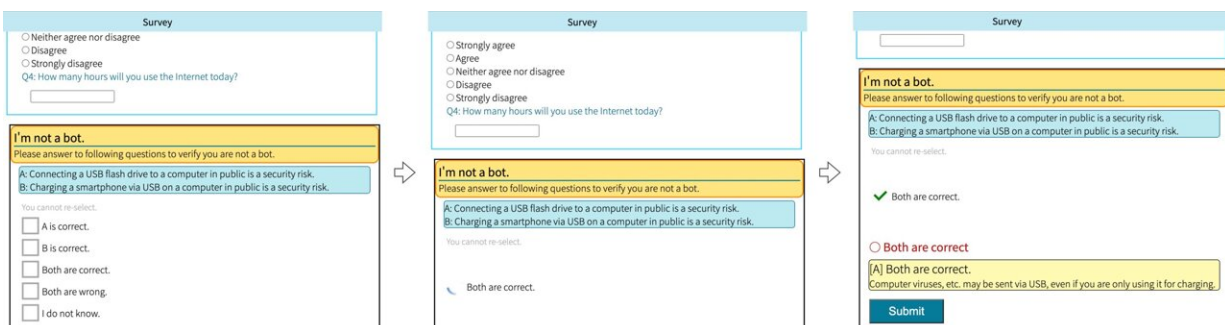 Survey
Neither agree nor disagree
Disagree
Strongly disagree
Q4: How many hours will you use the Internet today?
I'm not a bot.
Please answer to following questions to verify you are not a bot.
A: Connecting a USB flash drive to a computer in public is a security risk.
B: Charging a smartphone via USB on a computer in public is a security risk.
You cannot re-select.
A is correct.
B is correct.
Both are correct.
Both are wrong.
I do not know.
Survey
Strongly agree
Agree
Neither agree nor disagree
Disagree
Strongly disagree
Q4: How many hours will you use the Internet today?
I'm not a bot.
Please answer to following questions to verify you are not a bot.
A: Connecting a USB flash drive to a computer in public is a security risk.
B: Charging a smartphone via USB on a computer in public is a security risk.
You cannot re-select.
Both are correct.
Survey
I'm not a bot.
Please answer to following questions to verify you are not a bot.
A: Connecting a USB flash drive to a computer in public is a security risk.
B: Charging a smartphone via USB on a computer in public is a security risk.
You cannot re-select.
Both are correct.
Both are correct
[A] Both are correct.
Computer viruses, etc. may be sent via USB, even if you are only using it for charging.
Submit